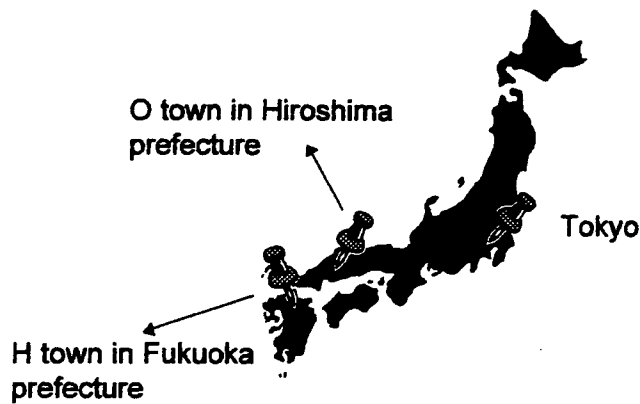 O town in Hiroshima
prefecture
Tokyo
H town in Fukuoka
prefecture